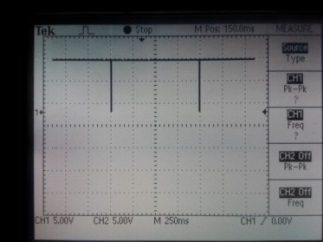 Tek Stop M Pos: 150.0ms MEASURE
Source
Type
CH1
Pk-Pk
?
1
CH1
Freq
?
CH2 Off
Pk-Pk
CH2 Off
Freq
CH1 5.00V CH2 5.00V M 250ms CH1 / 0.00V